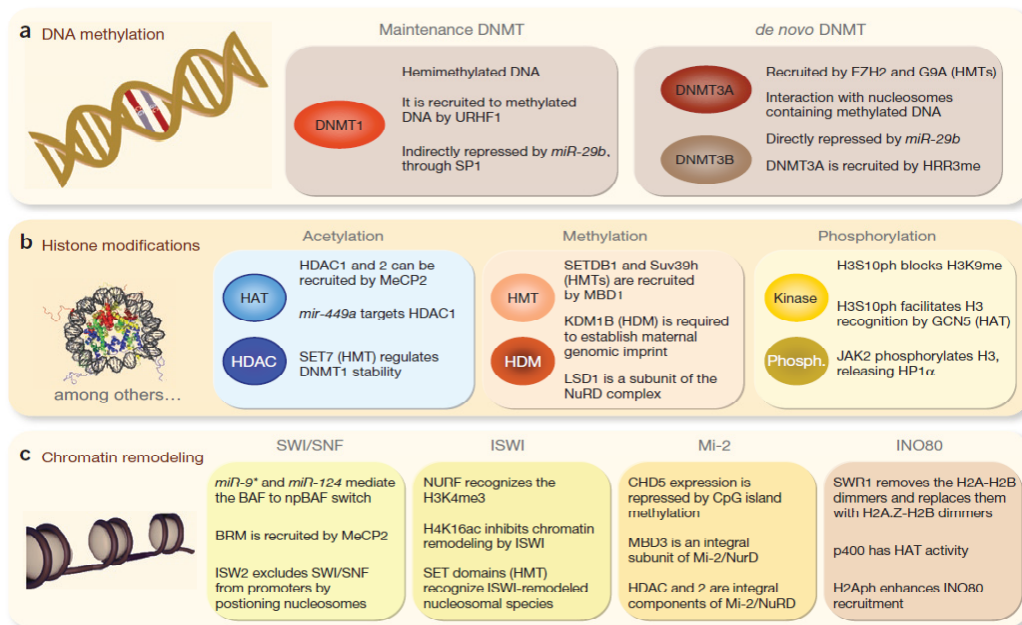 a DNA methylation
Maintenance DNMT
DNMT1
Hemimethylated DNA
It is recruited to methylated
DNA by URHF1
Indirectly repressed by miR-29b,
through SP1
de novo DNMT
DNMT3A
DNMT3B
Recruited by EZH2 and G9A (HMTs)
Interaction with nucleosomes
containing methylated DNA
Directly repressed by miR-29b
DNMT3A is recruited by HRR3me
b Histone modifications
among others…
Acetylation
HAT
HDAC
HDAC1 and 2 can be
recruited by MeCP2
mir-449a targets HDAC1
SET7 (HMT) regulates
DNMT1 stability
Methylation
HMT
HDM
SETDB1 and Suv39h
(HMTs) are recruited
by MBD1
KDM1B (HDM) is required
to establish maternal
genomic imprint
LSD1 is a subunit of the
NuRD complex
Phosphorylation
Kinase
Phosph.
H3S10ph blocks H3K9me
H3S10ph facilitates H3
recognition by GCN5 (HAT)
JAK2 phosphorylates H3,
releasing HP1α
c Chromatin remodeling
SWI/SNF
miR-9* and miR-124 mediate
the BAF to npBAF switch
BRM is recruited by MeCP2
ISW2 excludes SWI/SNF
from promoters by
postioning nucleosomes
ISWI
NURF recognizes the
H3K4me3
H4K16ac inhibits chromatin
remodeling by ISWI
SET domains (HMT)
recognize ISWI-remodeled
nucleosomal species
Mi-2
CHD5 expression is
repressed by CpG island
methylation
MBD3 is an integral
subunit of Mi-2/NurD
HDAC and 2 are integral
components of Mi-2/NuRD
INO80
SWR1 removes the H2A-H2B
dimmers and replaces them
with H2A.Z-H2B dimmers
p400 has HAT activity
H2Aph enhances INO80
recruitment